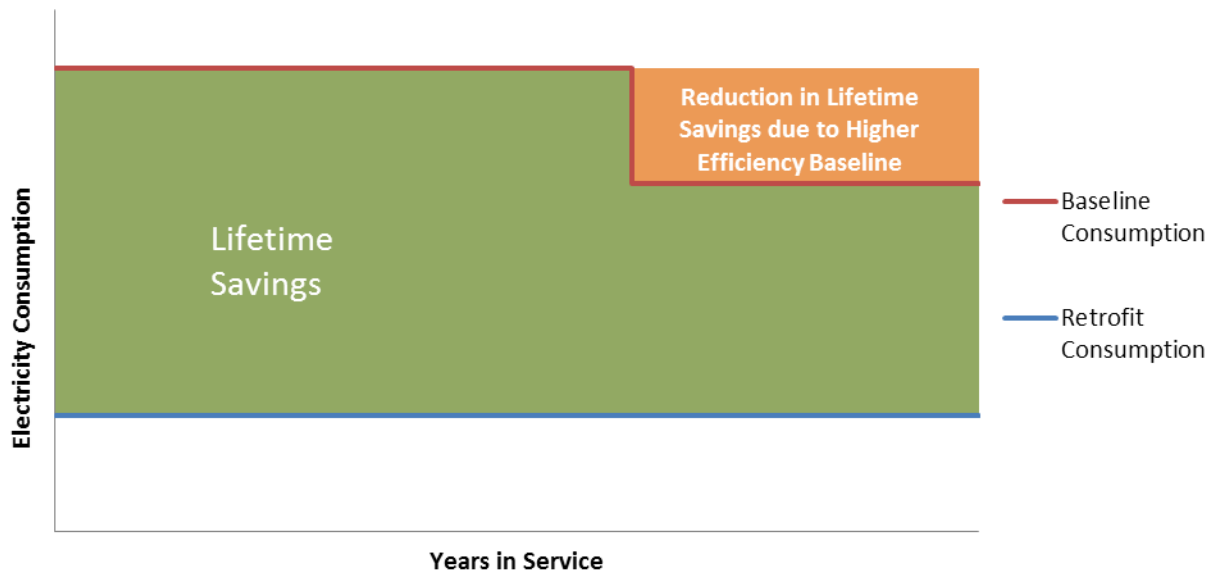 Reduction in Lifetime
Savings due to Higher
Efficiency Baseline
Lifetime
Savings
Electricity Consumption
Years in Service
Baseline
Consumption
Retrofit
Consumption